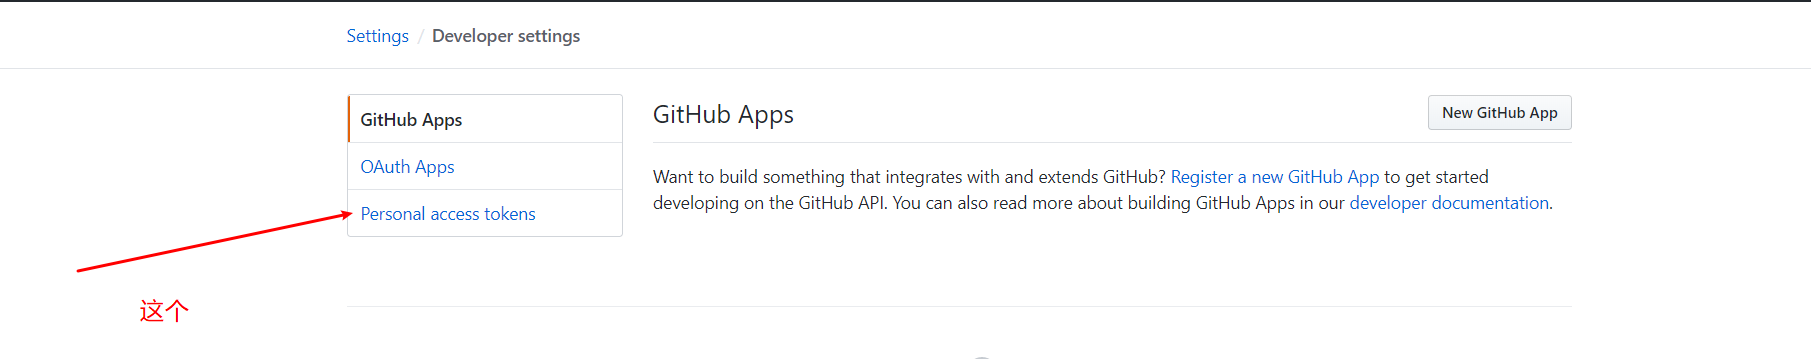 Settings / Developer settings
GitHub Apps
OAuth Apps
Personal access tokens
这个
GitHub Apps
New GitHub App
Want to build something that integrates with and extends GitHub? Register a new GitHub App to get started
developing on the GitHub API. You can also read more about building GitHub Apps in our developer documentation.